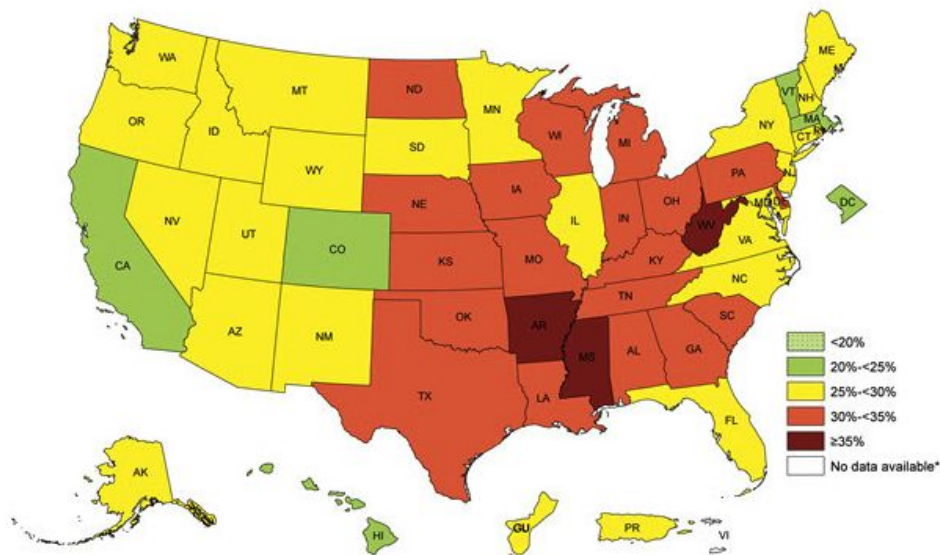 WA
MT
ND
MN
ME
OR
ID
WY
SD
WI
MI
VT
NH
NY
MA
CT
NV
UT
CO
NE
IA
IL
IN
OH
PA
NJ
MD
DE
DC
CA
KS
MO
KY
WV
VA
AZ
NM
OK
AR
TN
NC
SC
TX
LA
MS
AL
GA
FL
AK
HI
GU
PR
VI
<20%
20%-<25%
25%-<30%
30%-<35%
≥35%
No data available*